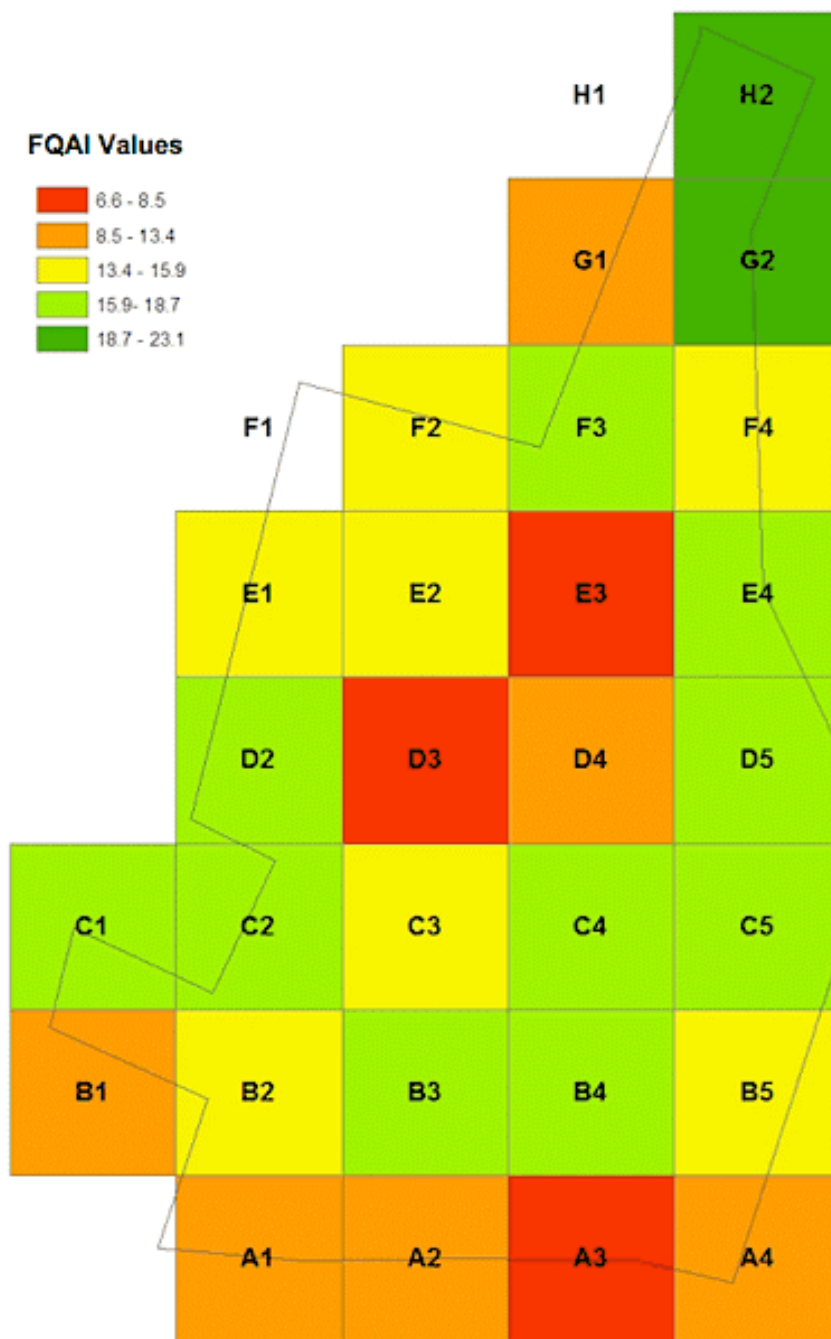 H1 H2
FQAI Values
6.6 - 8.5
8.5 - 13.4
13.4 - 15.9
15.9- 18.7
18.7 - 23.1
G1 G2
F1 F2 F3 F4
E1 E2 E3 E4
D2 D3 D4 D5
C1 C2 C3 C4 C5
B1 B2 B3 B4 B5
A1 A2 A3 A4